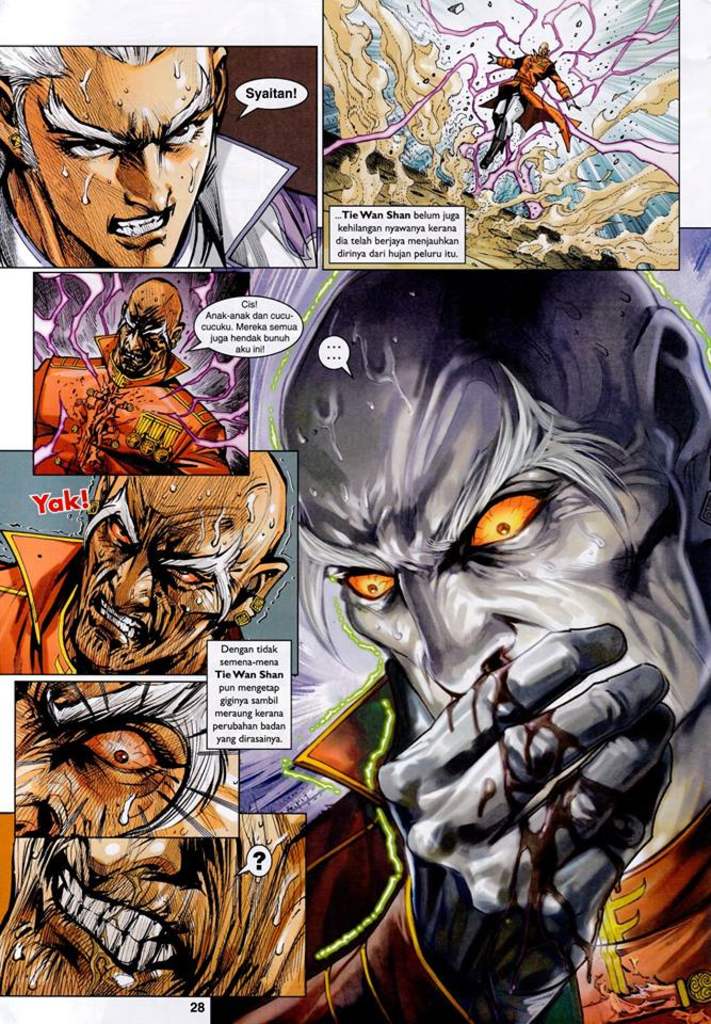 Syaitan!
...Tie Wan Shan belum juga
kehilangan nyawanya kerana
dia telah berjaya menjauhkan
dirinya dari hujan peluru itu.
Cis!
Anak-anak dan cucu-
cucuku. Mereka semua
juga hendak bunuh
aku ini!
...
...
Yak!
Dengan tidak
semena-mena
Tie Wan Shan
pun mengetap
giginya sambil
meraung kerana
perubahan badan
yang dirasainya.
?
28